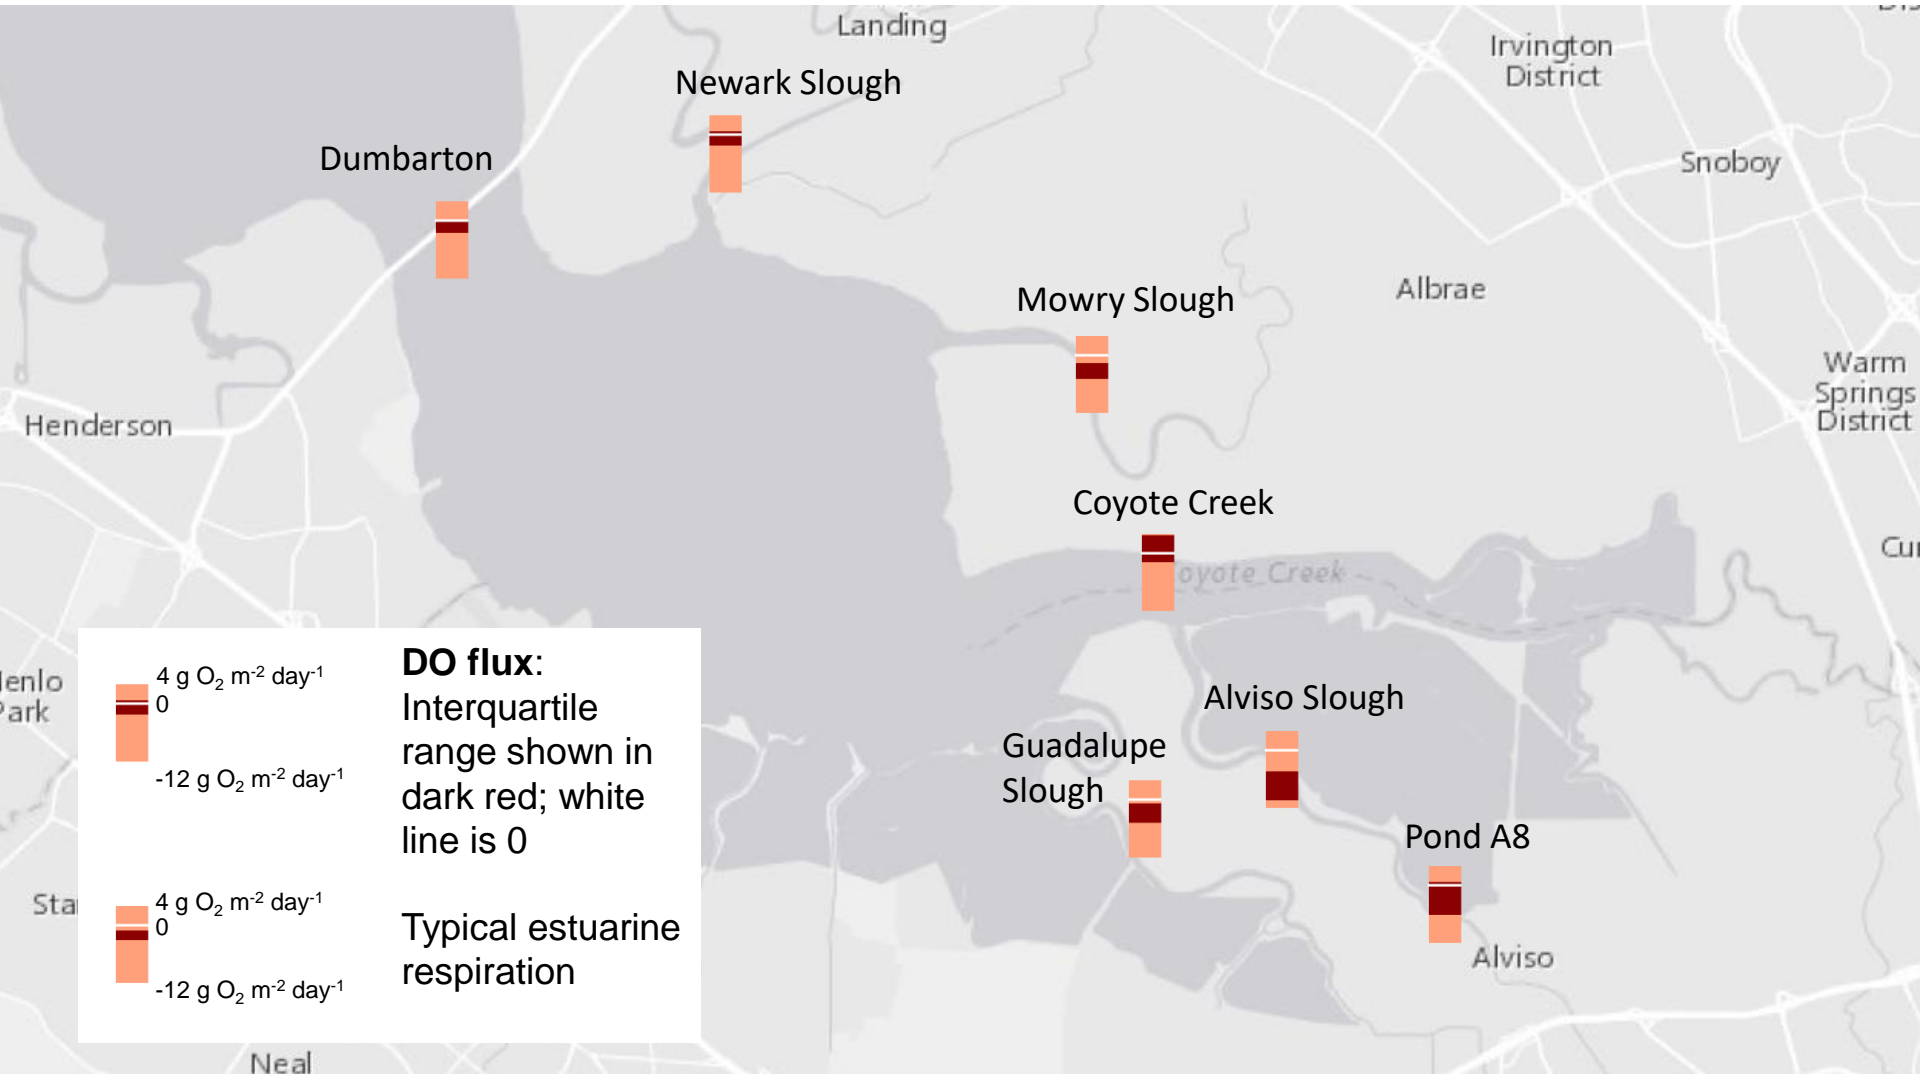 Landing
Irvington
District
Newark Slough
Dumbarton
Snoboy
Mowry Slough
Albrae
Warm
Springs
District
Henderson
Coyote Creek
oyote Creek
4 g O₂ m⁻² day⁻¹
0
-12 g O₂ m⁻² day⁻¹
DO flux:
Interquartile
range shown in
dark red; white
line is 0
4 g O₂ m⁻² day⁻¹
0
-12 g O₂ m⁻² day⁻¹
Typical estuarine
respiration
enlo
Park
Alviso Slough
Guadalupe
Slough
Pond A8
Sta
Alviso
Neal